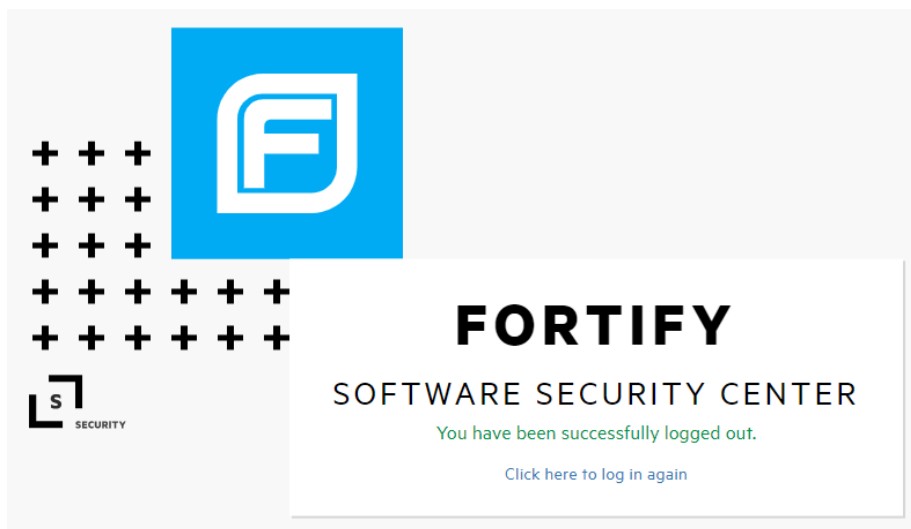 F
FORTIFY
SOFTWARE SECURITY CENTER
You have been successfully logged out.
Click here to log in again
S
SECURITY